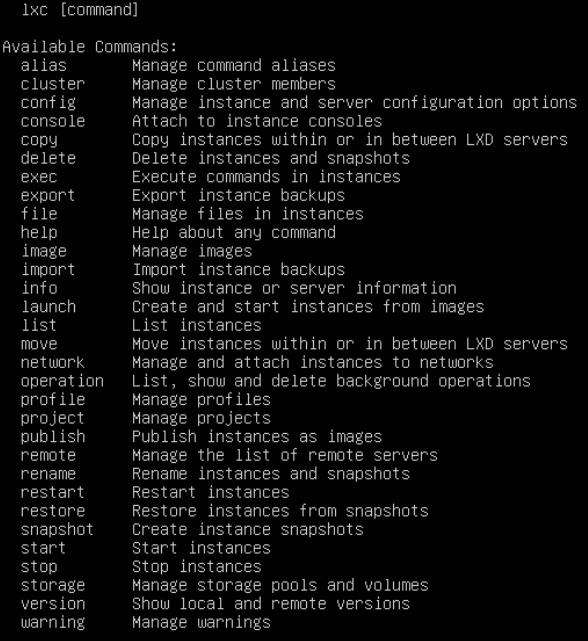 lxc [command]
Available Commands:
alias Manage command aliases
cluster Manage cluster members
config Manage instance and server configuration options
console Attach to instance consoles
copy Copy instances within or in between LXD servers
delete Delete instances and snapshots
exec Execute commands in instances
export Export instance backups
file Manage files in instances
help Help about any command
image Manage images
import Import instance backups
info Show instance or server information
launch Create and start instances from images
list List instances
move Move instances within or in between LXD servers
network Manage and attach instances to networks
operation List, show and delete background operations
profile Manage profiles
project Manage projects
publish Publish instances as images
remote Manage the list of remote servers
rename Rename instances and snapshots
restart Restart instances
restore Restore instances from snapshots
snapshot Create instance snapshots
start Start instances
stop Stop instances
storage Manage storage pools and volumes
version Show local and remote versions
warning Manage warnings